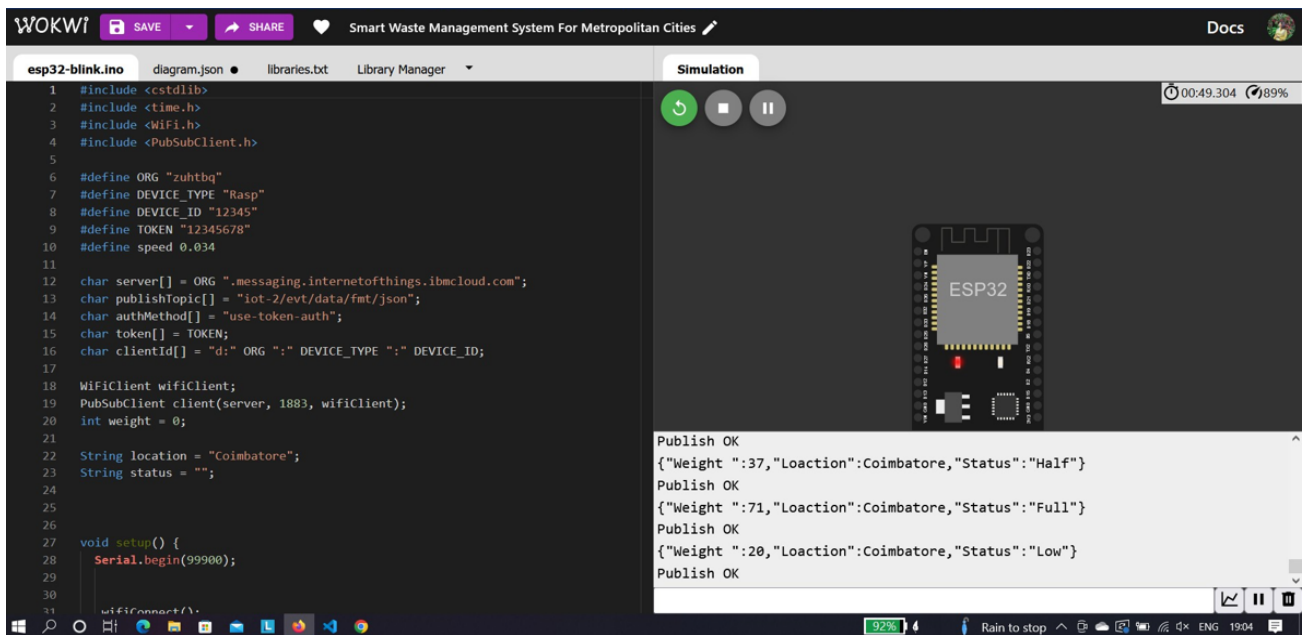 WOKWI SAVE SHARE Smart Waste Management System For Metropolitan Cities Docs
esp32-blink.ino diagram.json libraries.txt Library Manager
1 #include <cstdlib>
2 #include <time.h>
3 #include <WiFi.h>
4 #include <PubSubClient.h>
5
6 #define ORG "zuhtbq"
7 #define DEVICE_TYPE "Rasp"
8 #define DEVICE_ID "12345"
9 #define TOKEN "12345678"
10 #define speed 0.034
11
12 char server[] = ORG ".messaging.internetofthings.ibmcloud.com";
13 char publishTopic[] = "iot-2/evt/data/fmt/json";
14 char authMethod[] = "use-token-auth";
15 char token[] = TOKEN;
16 char clientId[] = "d:" ORG ":" DEVICE_TYPE ":" DEVICE_ID;
17
18 WiFiClient wifiClient;
19 PubSubClient client(server, 1883, wifiClient);
20 int weight = 0;
21
22 String location = "Coimbatore";
23 String status = "";
24
25
26
27 void setup() {
28 Serial.begin(99900);
29
30
31 wifiConnect();
Simulation
00:49.304 89%
ESP32
Publish OK
{"Weight ":37,"Loaction":Coimbatore,"Status":"Half"}
Publish OK
{"Weight ":71,"Loaction":Coimbatore,"Status":"Full"}
Publish OK
{"Weight ":20,"Loaction":Coimbatore,"Status":"Low"}
Publish OK
92% Rain to stop ENG 19:04